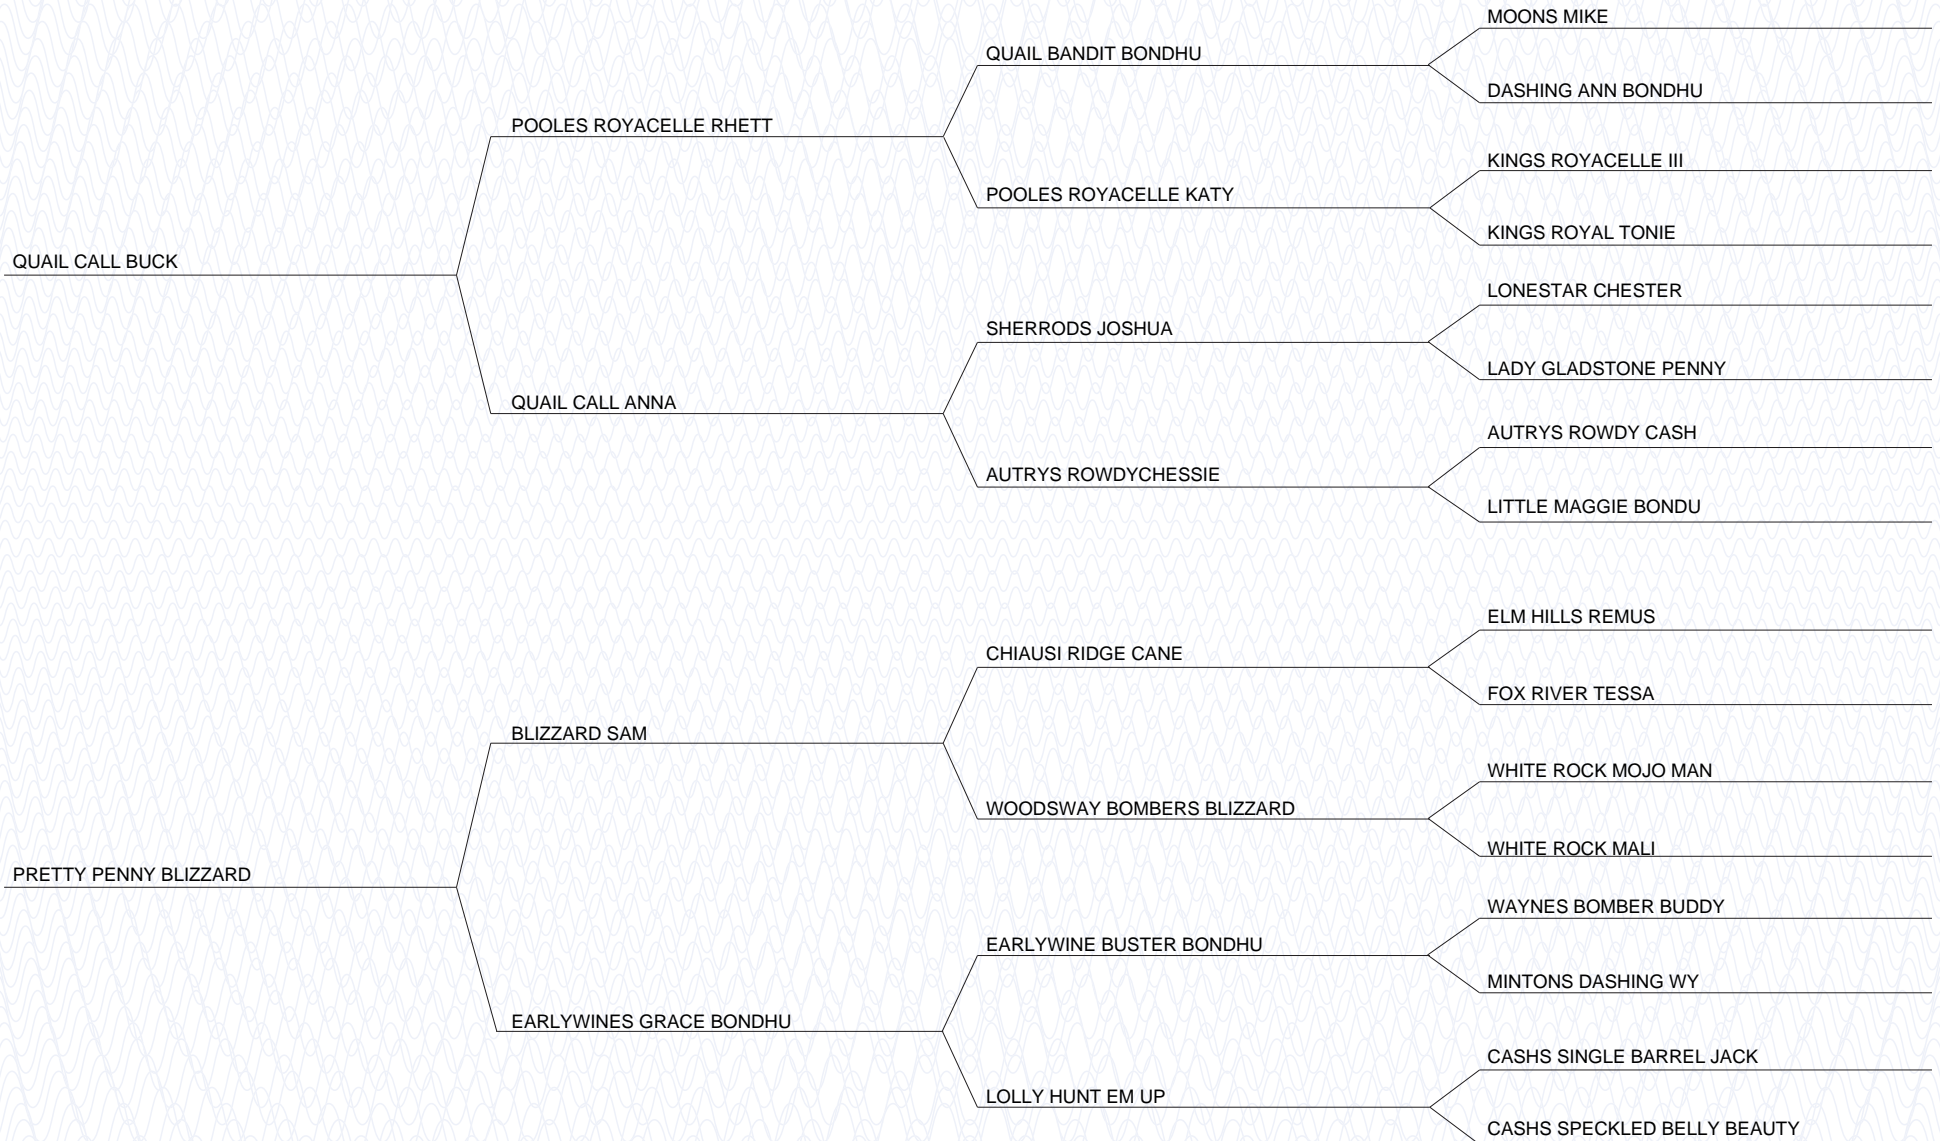 MOONS MIKE
QUAIL BANDIT BONDHU
DASHING ANN BONDHU
POOLES ROYACELLE RHETT
KINGS ROYACELLE III
POOLES ROYACELLE KATY
KINGS ROYAL TONIE
QUAIL CALL BUCK
LONESTAR CHESTER
SHERRODS JOSHUA
LADY GLADSTONE PENNY
QUAIL CALL ANNA
AUTRYS ROWDY CASH
AUTRYS ROWDYCHESSIE
LITTLE MAGGIE BONDU
ELM HILLS REMUS
CHIAUSI RIDGE CANE
FOX RIVER TESSA
BLIZZARD SAM
WHITE ROCK MOJO MAN
WOODSWAY BOMBERS BLIZZARD
WHITE ROCK MALI
PRETTY PENNY BLIZZARD
WAYNES BOMBER BUDDY
EARLYWINE BUSTER BONDHU
MINTONS DASHING WY
EARLYWINES GRACE BONDHU
CASHS SINGLE BARREL JACK
LOLLY HUNT EM UP
CASHS SPECKLED BELLY BEAUTY